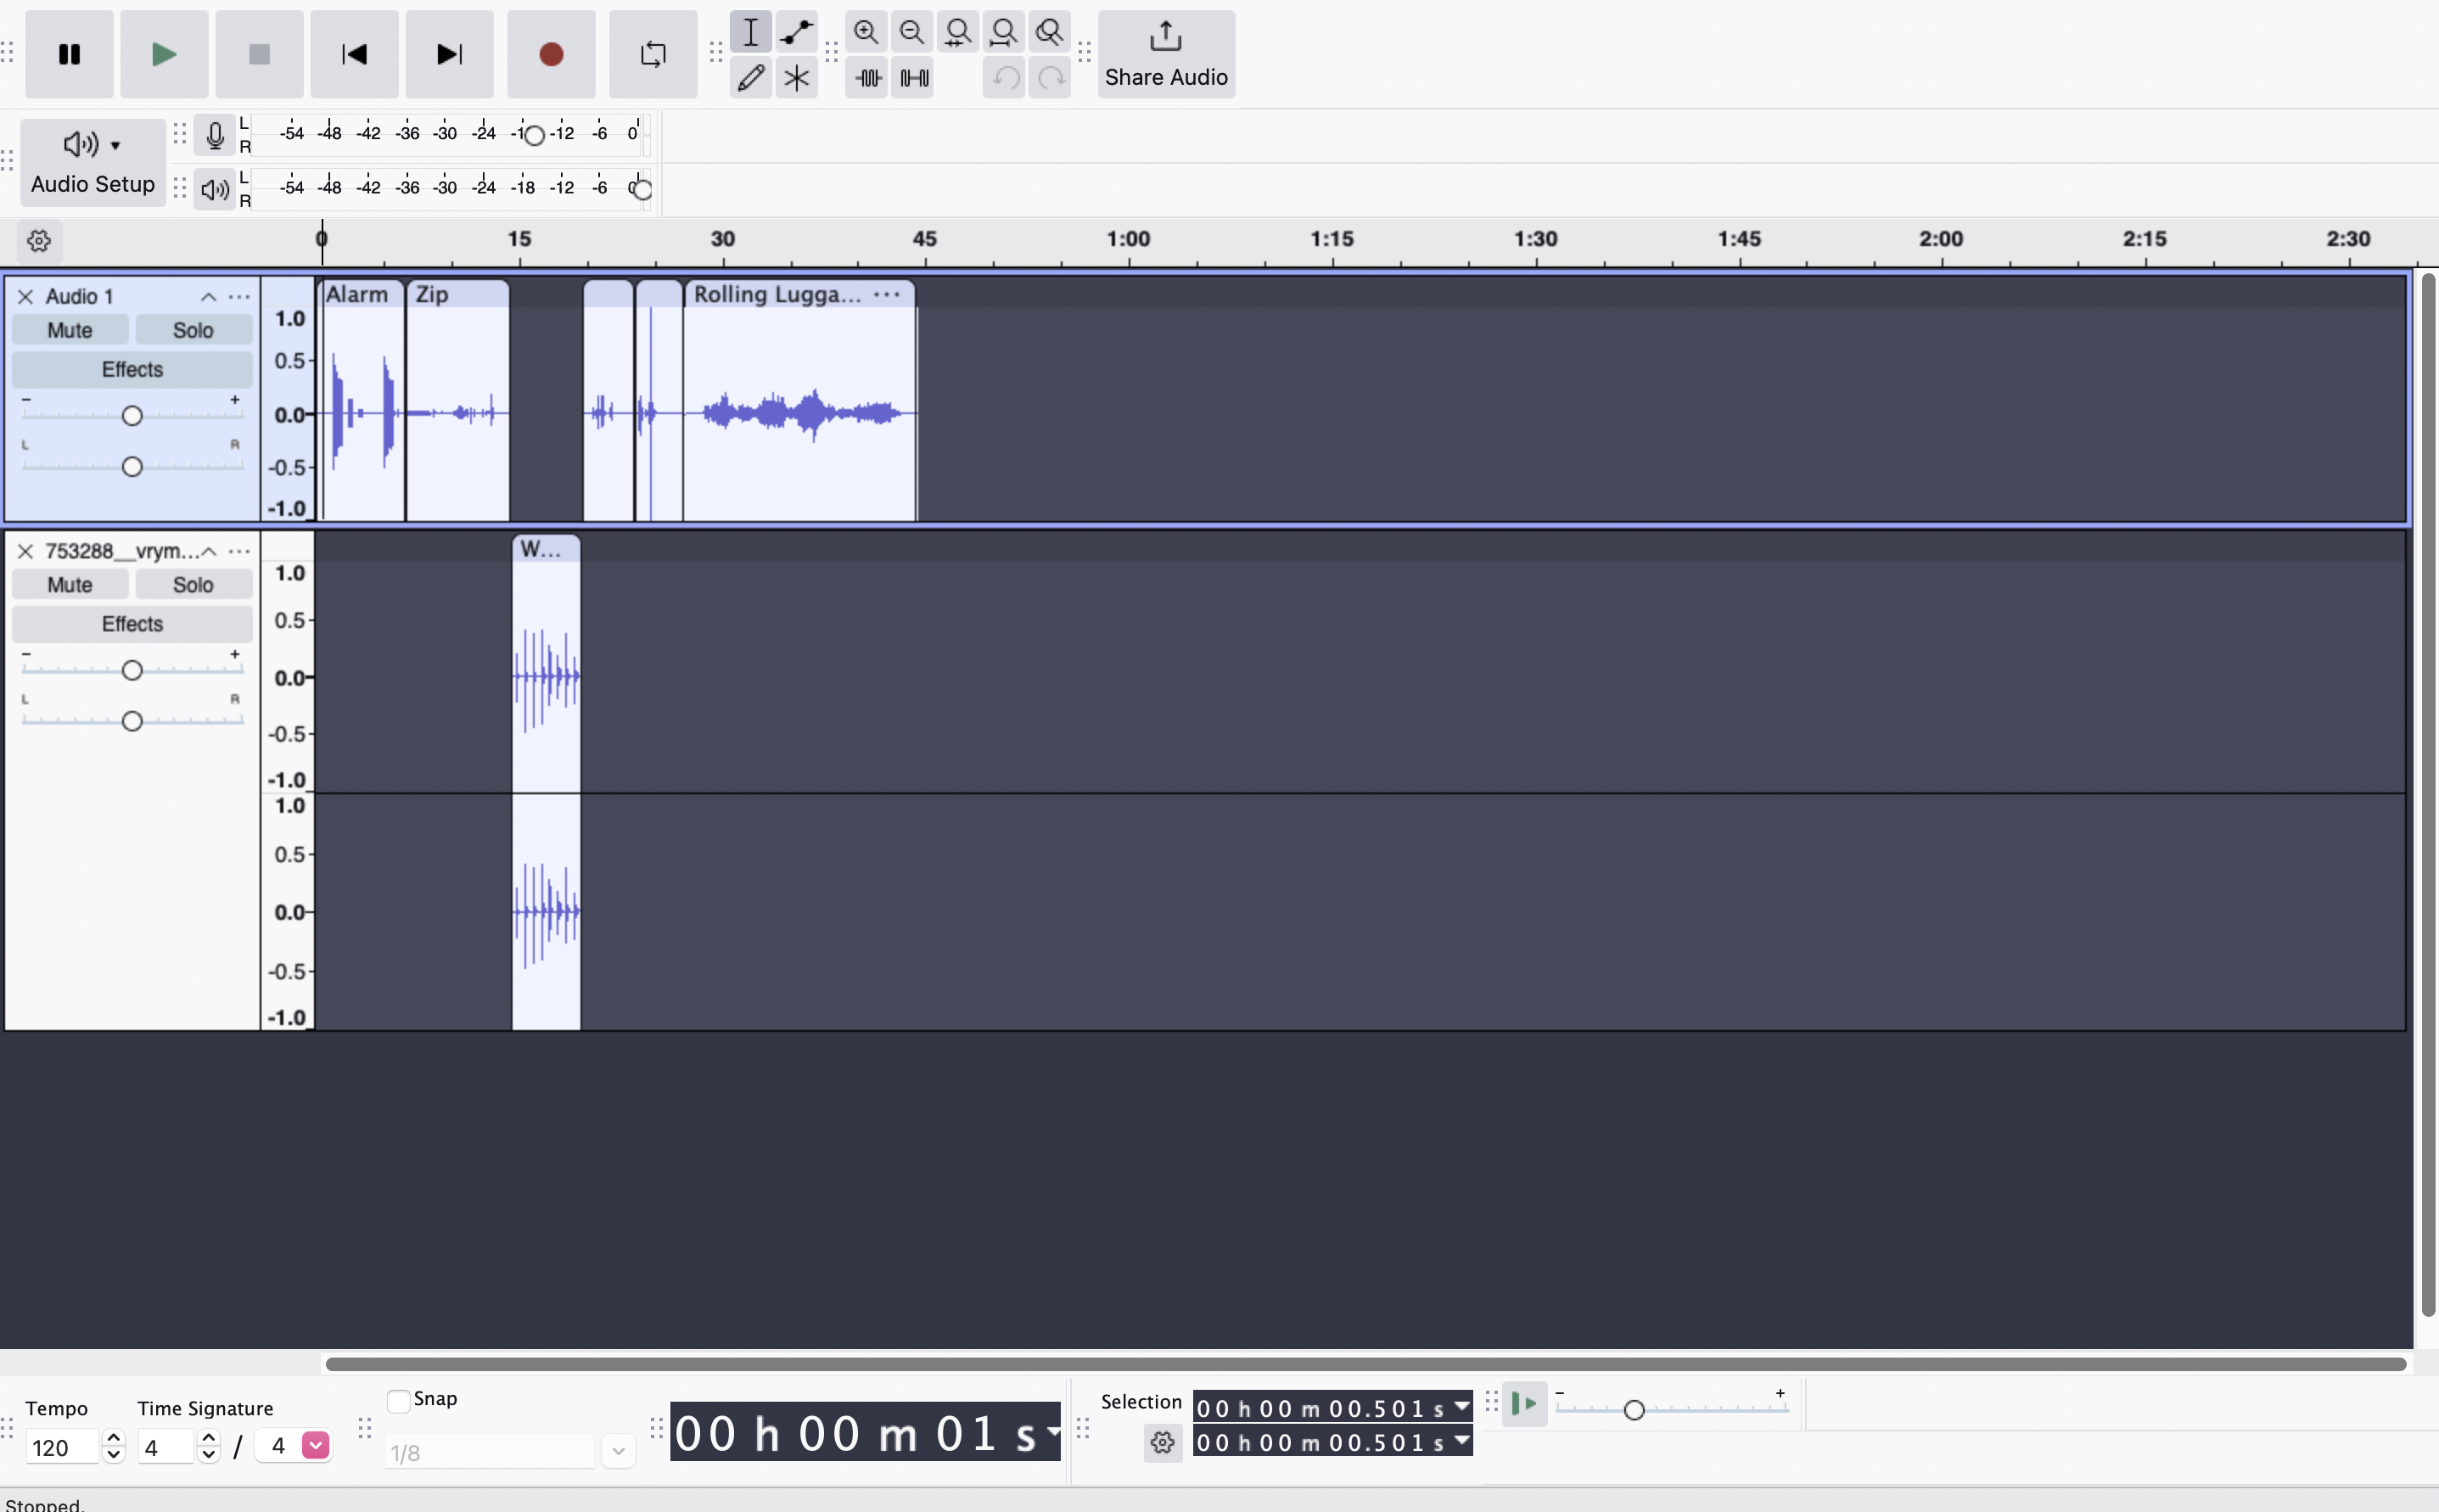 Share Audio
L -54 -48 -42 -36 -30 -24 -1 -12 -6 0
R
Audio Setup
L -54 -48 -42 -36 -30 -24 -18 -12 -6 0
R
0 15 30 45 1:00 1:15 1:30 1:45 2:00 2:15 2:30
Audio 1 ...
Alarm Zip Rolling Lugga... ...
Mute Solo
Effects
- +
L R
1.0
0.5
0.0
-0.5
-1.0
753288__vrym... ...
W...
Mute Solo
Effects
- +
L R
1.0
0.5
0.0
-0.5
-1.0
1.0
0.5
0.0
-0.5
-1.0
Tempo Time Signature Snap
120 4 / 4 1/8
00 h 00 m 01 s
Selection
00 h 00 m 00.501 s
00 h 00 m 00.501 s
- +
Stopped.